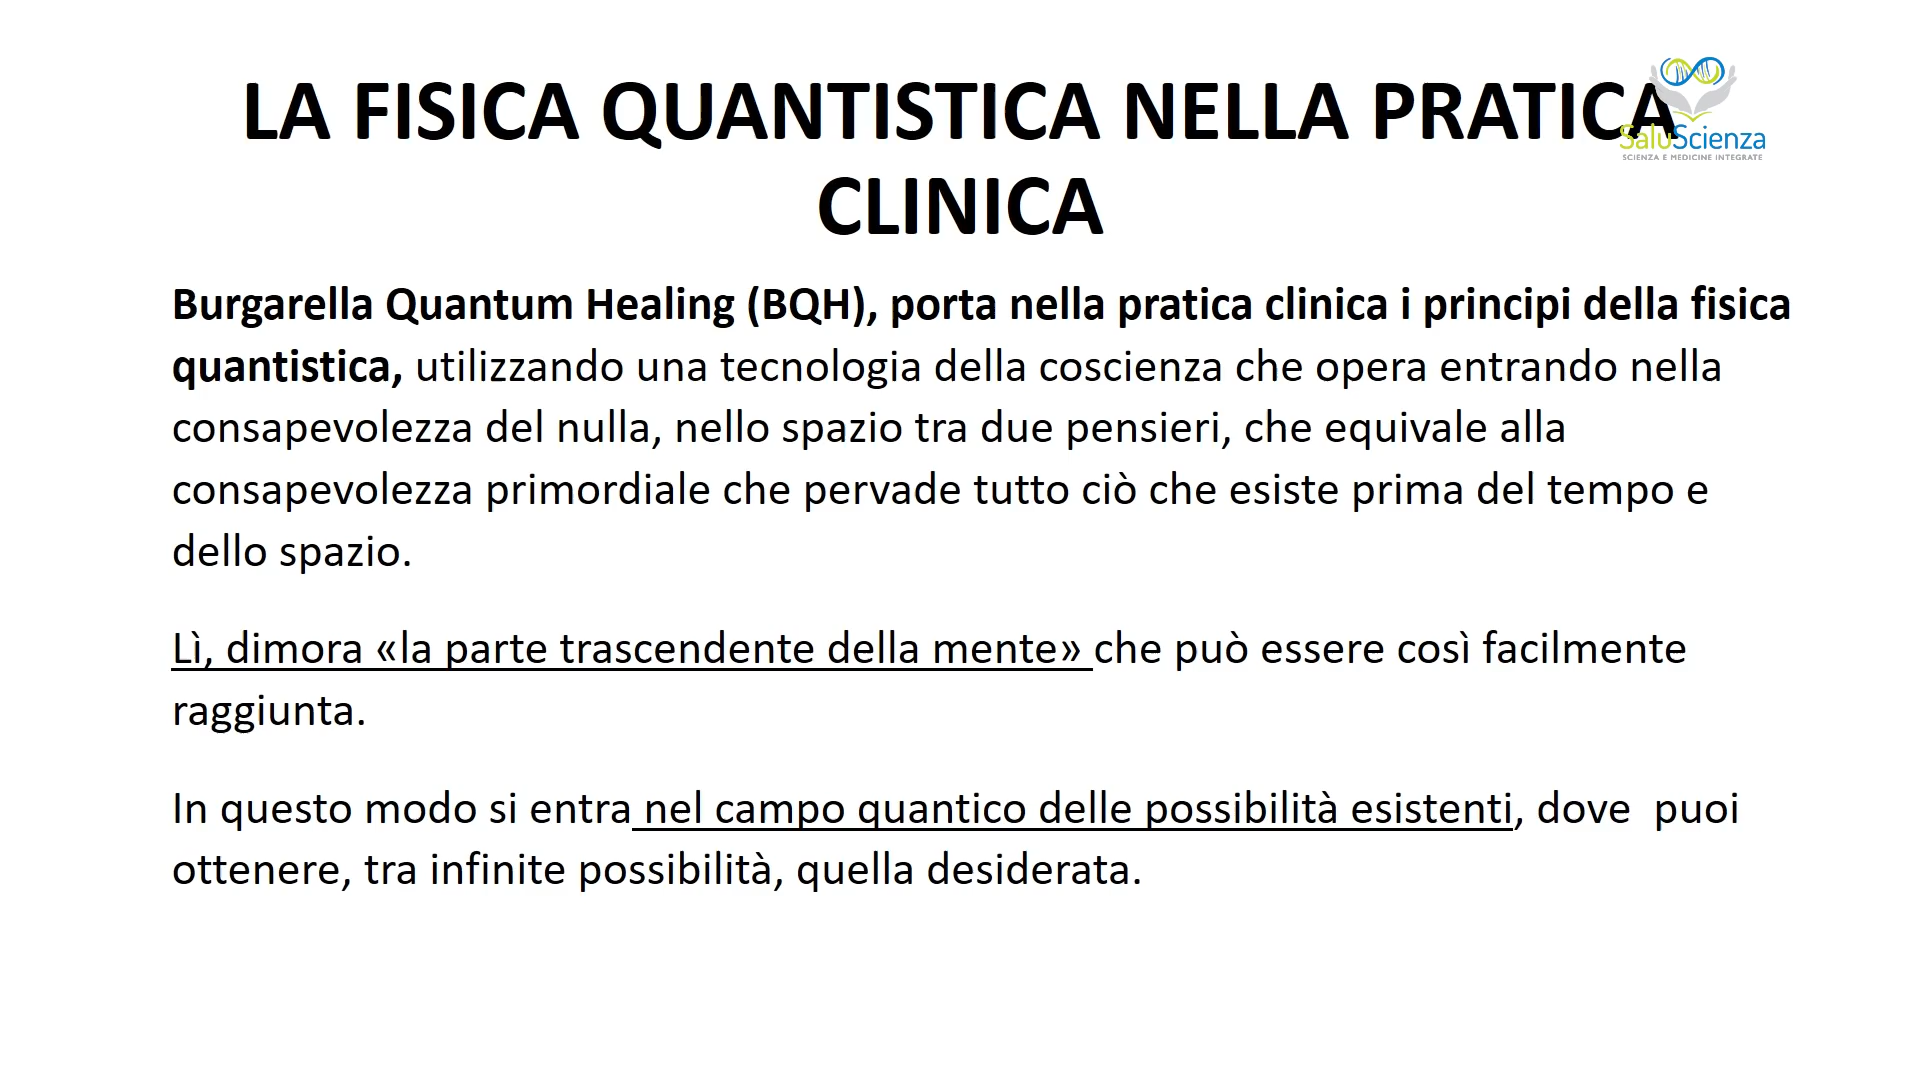 LA FISICA QUANTISTICA NELLA PRATICA
CLINICA
SaluScienza
SCIENZA E MEDICINE INTEGRATE
Burgarella Quantum Healing (BQH), porta nella pratica clinica i principi della fisica
quantistica, utilizzando una tecnologia della coscienza che opera entrando nella
consapevolezza del nulla, nello spazio tra due pensieri, che equivale alla
consapevolezza primordiale che pervade tutto ciò che esiste prima del tempo e
dello spazio.
Lì, dimora «la parte trascendente della mente» che può essere così facilmente
raggiunta.
In questo modo si entra nel campo quantico delle possibilità esistenti, dove  puoi
ottenere, tra infinite possibilità, quella desiderata.